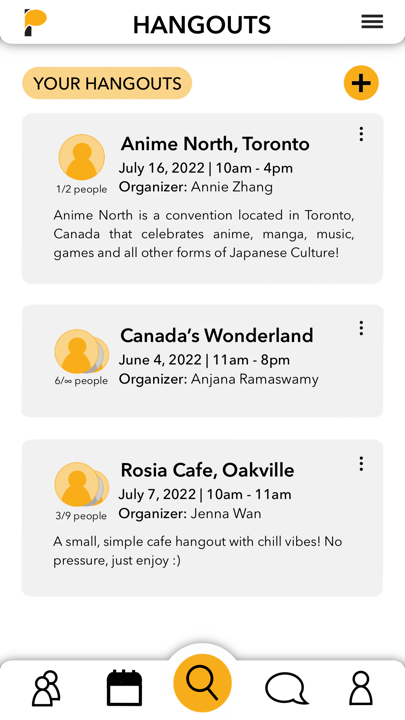 HANGOUTS
YOUR HANGOUTS
Anime North, Toronto
July 16, 2022 | 10am - 4pm
1/2 people
Organizer: Annie Zhang
Anime North is a convention located in Toronto,
Canada that celebrates anime, manga, music,
games and all other forms of Japanese Culture!
Canada‘s Wonderland
June 4, 2022 | 11am - 8pm
6/∞ people
Organizer: Anjana Ramaswamy
Rosia Cafe, Oakville
July 7, 2022 | 10am - 11am
3/9 people
Organizer: Jenna Wan
A small, simple cafe hangout with chill vibes! No
pressure, just enjoy :)